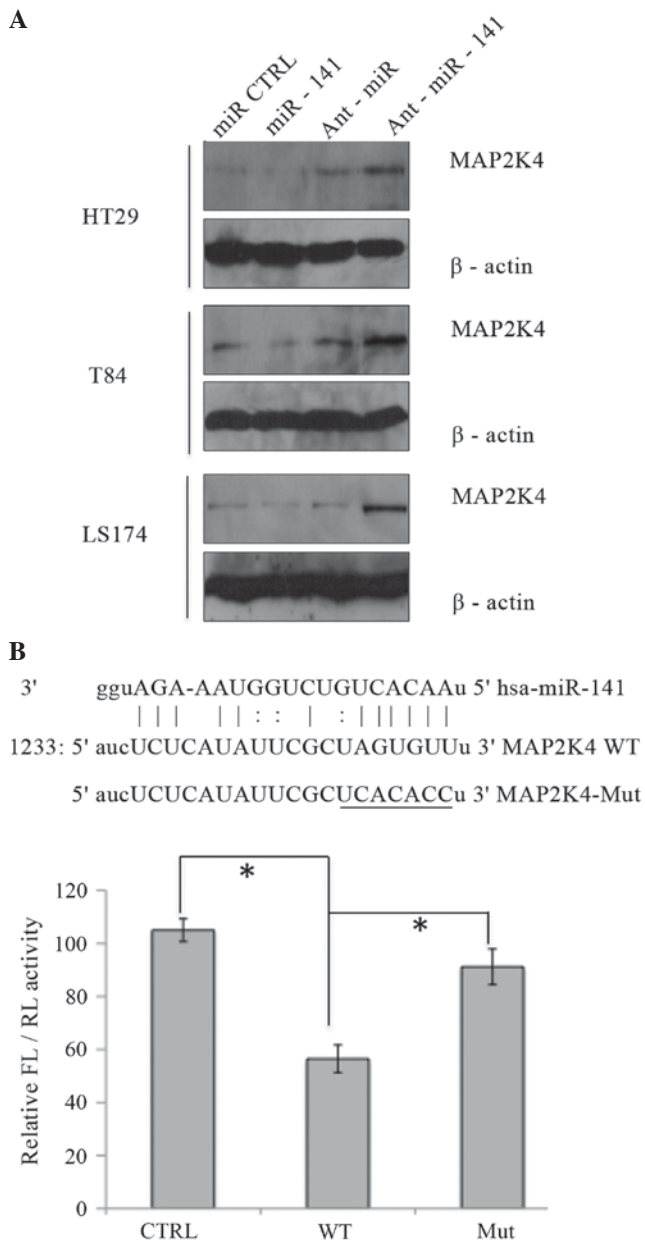 A
miR CTRL
miR - 141
Ant - miR
Ant - miR - 141
HT29
MAP2K4
β - actin
T84
MAP2K4
β - actin
LS174
MAP2K4
β - actin
B
3' gguAGA-AAUGGUCUGUCACAAu 5' hsa-miR-141
1233: 5' aucUCUCAUAUUCGCUAGUGUUu 3' MAP2K4 WT
5' aucUCUCAUAUUCGCUCACACCu 3' MAP2K4-Mut
Relative FL / RL activity
120
100
80
60
40
20
0
*
*
CTRL
WT
Mut